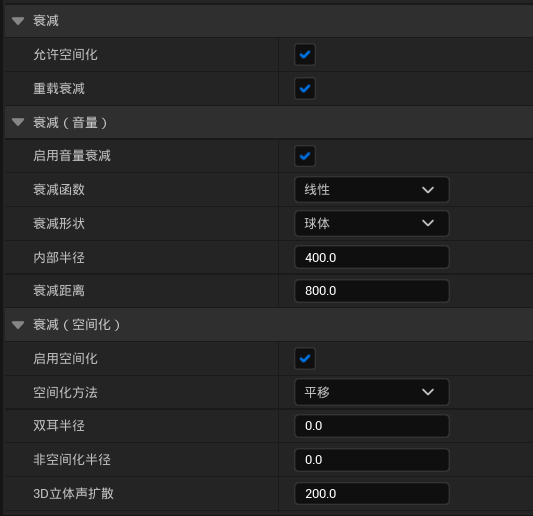 衰减
允许空间化
重载衰减
衰减（音量）
启用音量衰减
衰减函数 线性
衰减形状 球体
内部半径 400.0
衰减距离 800.0
衰减（空间化）
启用空间化
空间化方法 平移
双耳半径 0.0
非空间化半径 0.0
3D立体声扩散 200.0